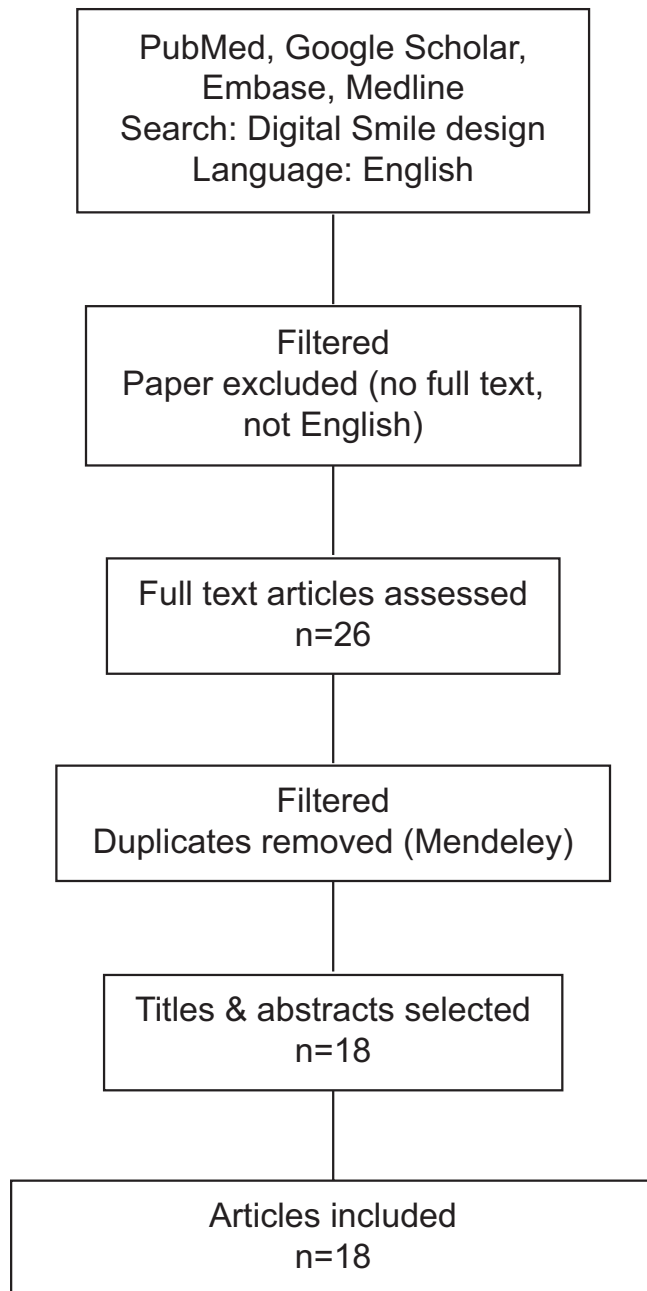 PubMed, Google Scholar,
Embase, Medline
Search: Digital Smile design
Language: English
Filtered
Paper excluded (no full text,
not English)
Full text articles assessed
n=26
Filtered
Duplicates removed (Mendeley)
Titles & abstracts selected
n=18
Articles included
n=18